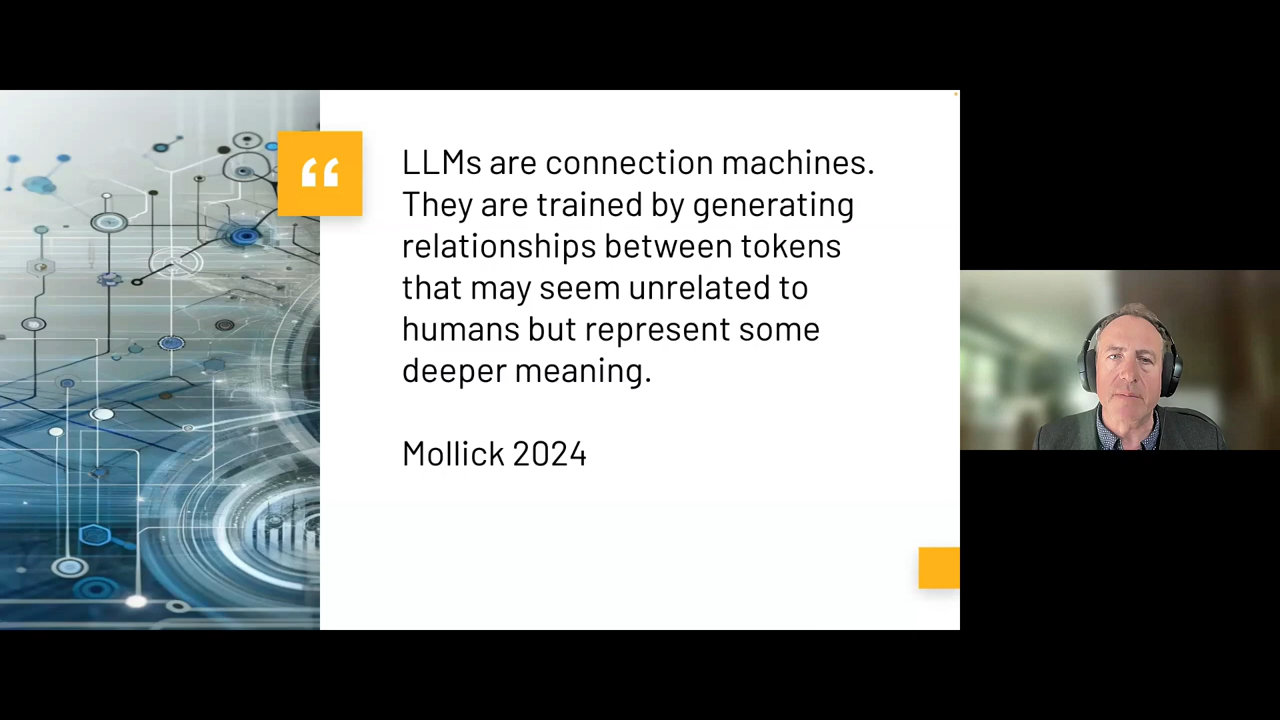 “
LLMs are connection machines.
They are trained by generating
relationships between tokens
that may seem unrelated to
humans but represent some
deeper meaning.
Mollick 2024